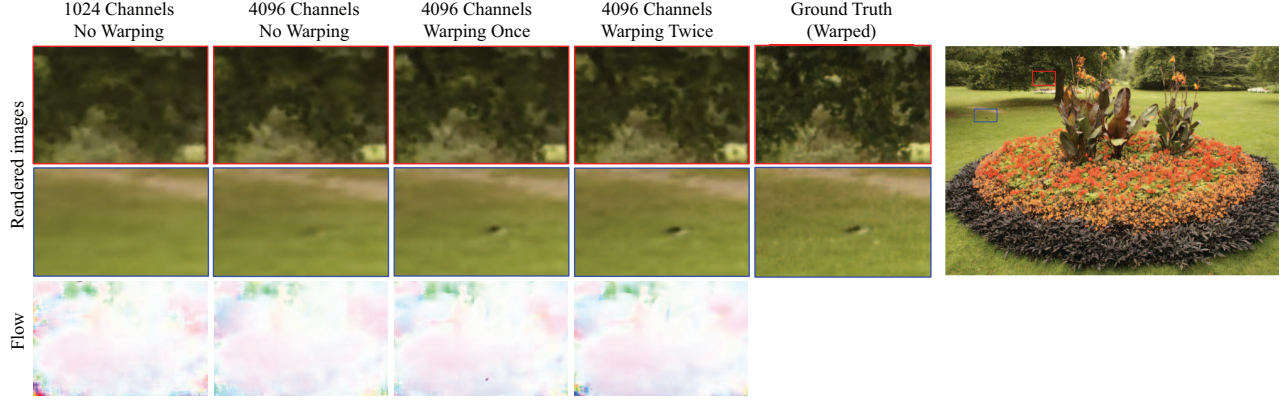 1024 Channels
No Warping
4096 Channels
No Warping
4096 Channels
Warping Once
4096 Channels
Warping Twice
Ground Truth
(Warped)
Rendered images
Flow